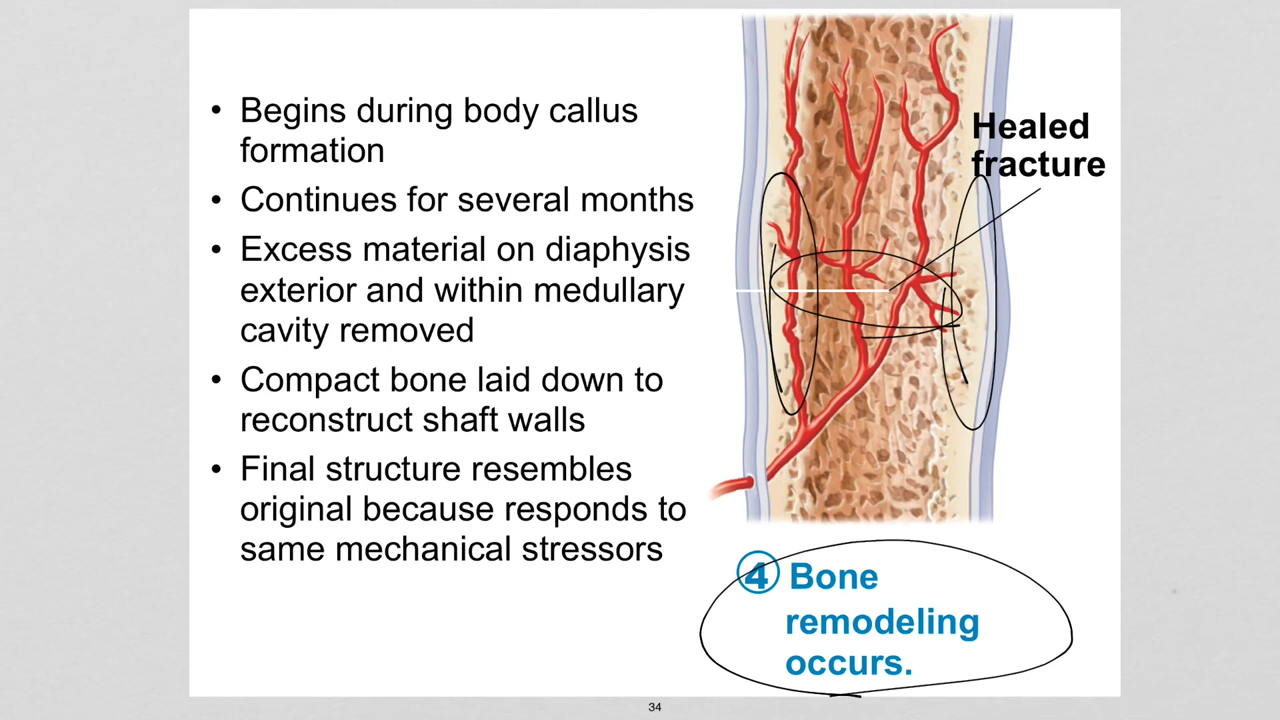 • Begins during body callus
formation
• Continues for several months
• Excess material on diaphysis
exterior and within medullary
cavity removed
• Compact bone laid down to
reconstruct shaft walls
• Final structure resembles
original because responds to
same mechanical stressors
Healed
fracture
4 Bone
remodeling
occurs.
34